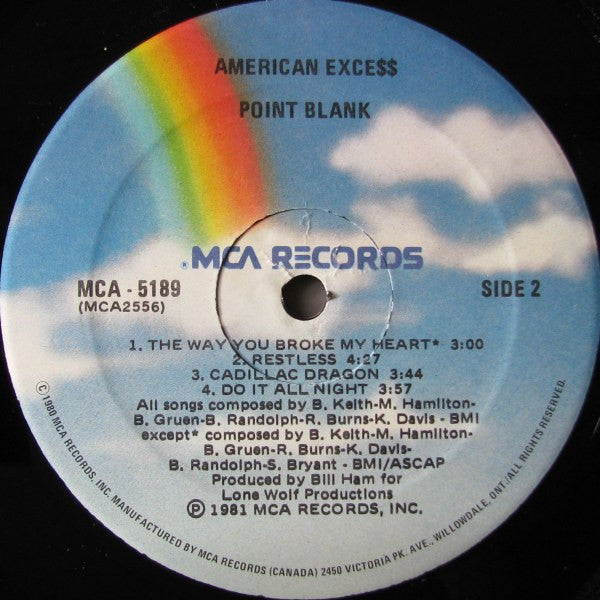 AMERICAN EXCE$$
POINT BLANK
®MCA RECORDS
MCA - 5189
(MCA2556)
SIDE 2
1. THE WAY YOU BROKE MY HEART* 3:00
2. RESTLESS 4:27
3. CADILLAC DRAGON 3:44
4. DO IT ALL NIGHT 3:57
All songs composed by B. Keith-M. Hamilton-
B. Gruen-B. Randolph-R. Burns-K. Davis - BMI
except* composed by B. Keith-M. Hamilton-
B. Gruen-R. Burns-K. Davis-
B. Randolph-S. Bryant - BMI/ASCAP
Produced by Bill Ham for
Lone Wolf Productions
Ⓟ 1981 MCA RECORDS, INC.
© 1980 MCA RECORDS, INC. MANUFACTURED BY MCA RECORDS (CANADA) 2450 VICTORIA PK. AVE., WILLOWDALE, ONT./ALL RIGHTS RESERVED.